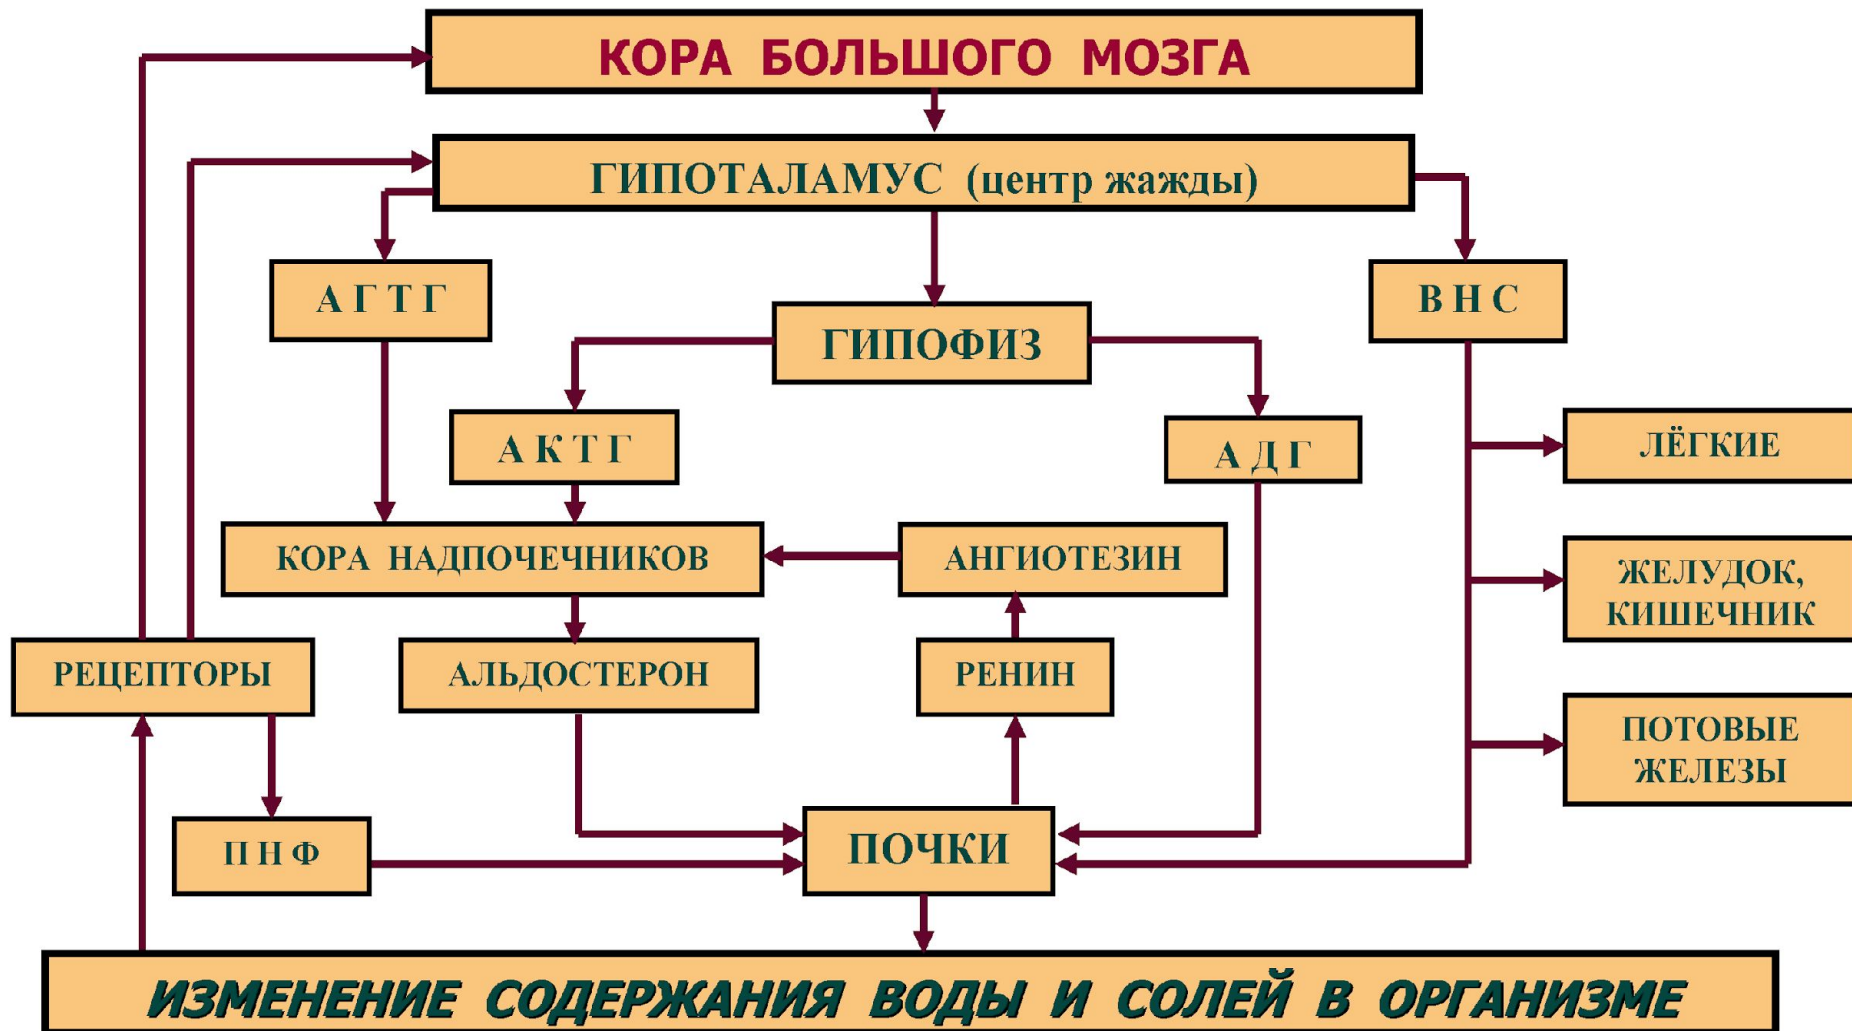 КОРА БОЛЬШОГО МОЗГА
ГИПОТАЛАМУС (центр жажды)
А Г Т Г
В Н С
ГИПОФИЗ
А К Т Г
А Д Г
ЛЁГКИЕ
КОРА НАДПОЧЕЧНИКОВ
АНГИОТЕЗИН
ЖЕЛУДОК,
КИШЕЧНИК
РЕЦЕПТОРЫ
АЛЬДОСТЕРОН
РЕНИН
ПОТОВЫЕ
ЖЕЛЕЗЫ
П Н Ф
ПОЧКИ
ИЗМЕНЕНИЕ СОДЕРЖАНИЯ ВОДЫ И СОЛЕЙ В ОРГАНИЗМЕ